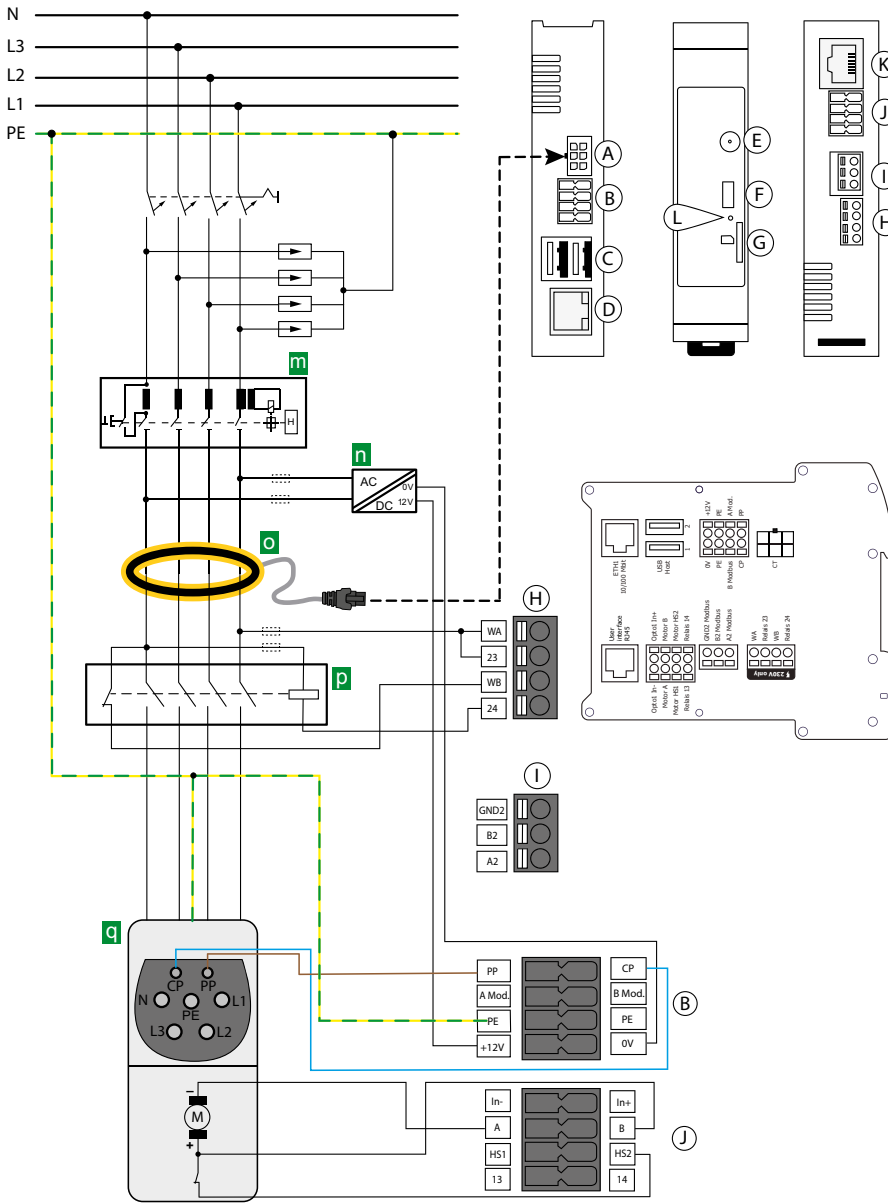 N
L3
L2
L1
PE
K
J
I
H
E
F
L
G
A
B
C
D
m
H
n
AC
0V
DC
12V
o
H
WA
23
WB
24
p
ETH1
10/100 Mbit
USB
Host
1
2
+12V
PE
A Mod.
PP
0V
PE
B Modbus
CP
CT
User
Interface
RJ45
Opto1 In+
Motor B
Motor HS2
Relais 14
Opto1 In-
Motor A
Motor HS1
Relais 13
GND2 Modbus
B2 Modbus
A2 Modbus
WA
Relais 23
WB
Relais 24
230V only
I
GND2
B2
A2
q
CP
PP
N
L1
PE
L3
L2
PP
CP
A Mod.
B Mod.
PE
PE
+12V
0V
B
–
M
+
In-
In+
A
B
HS1
HS2
13
14
J